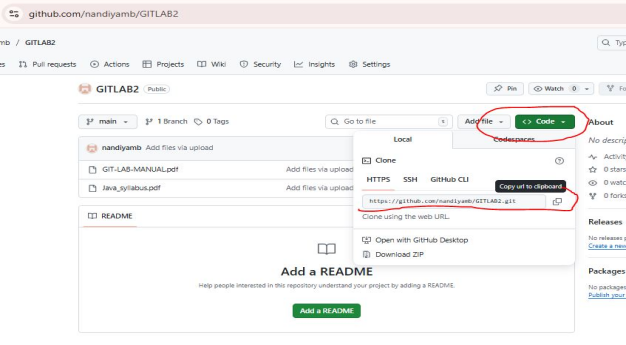 github.com/nandiyamb/GITLAB2
mb / GITLAB2
Pull requests Actions Projects Wiki Security Insights Settings
GITLAB2 Public Pin Watch 0
main 1 Branch 0 Tags Go to file Add file Code About
Local Codespaces
nandiyamb Add files via upload
Clone
GIT-LAB-MANUAL.pdf Add files via upload
HTTPS SSH GitHub CLI
Java_syllabus.pdf Add files via upload
Copy url to clipboard
https://github.com/nandiyamb/GITLAB2.git
Clone using the web URL.
README
Open with GitHub Desktop
Download ZIP
Add a README
Help people interested in this repository understand your project by adding a README.
Add a README
No descrip
Activity
0 stars
0 watc
0 forks
Releases
No releases p
Create a new
Packages
No packages
Publish your